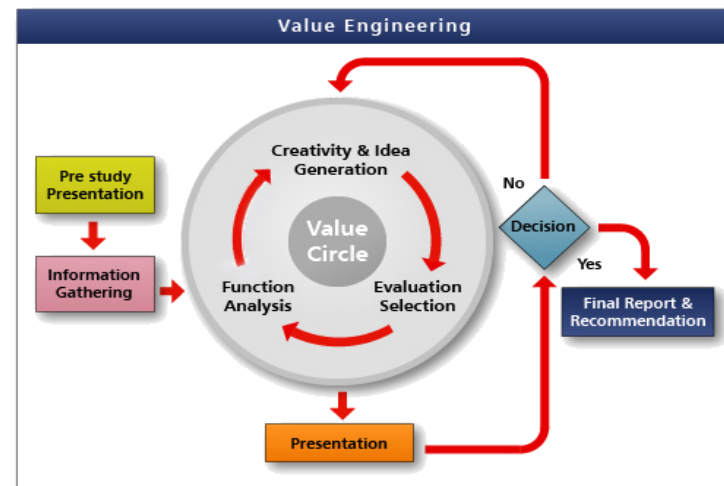 Value Engineering
Pre study
Presentation
Information
Gathering
Creativity & Idea
Generation
Value
Circle
Function
Analysis
Evaluation
Selection
Presentation
No
Decision
Yes
Final Report &
Recommendation